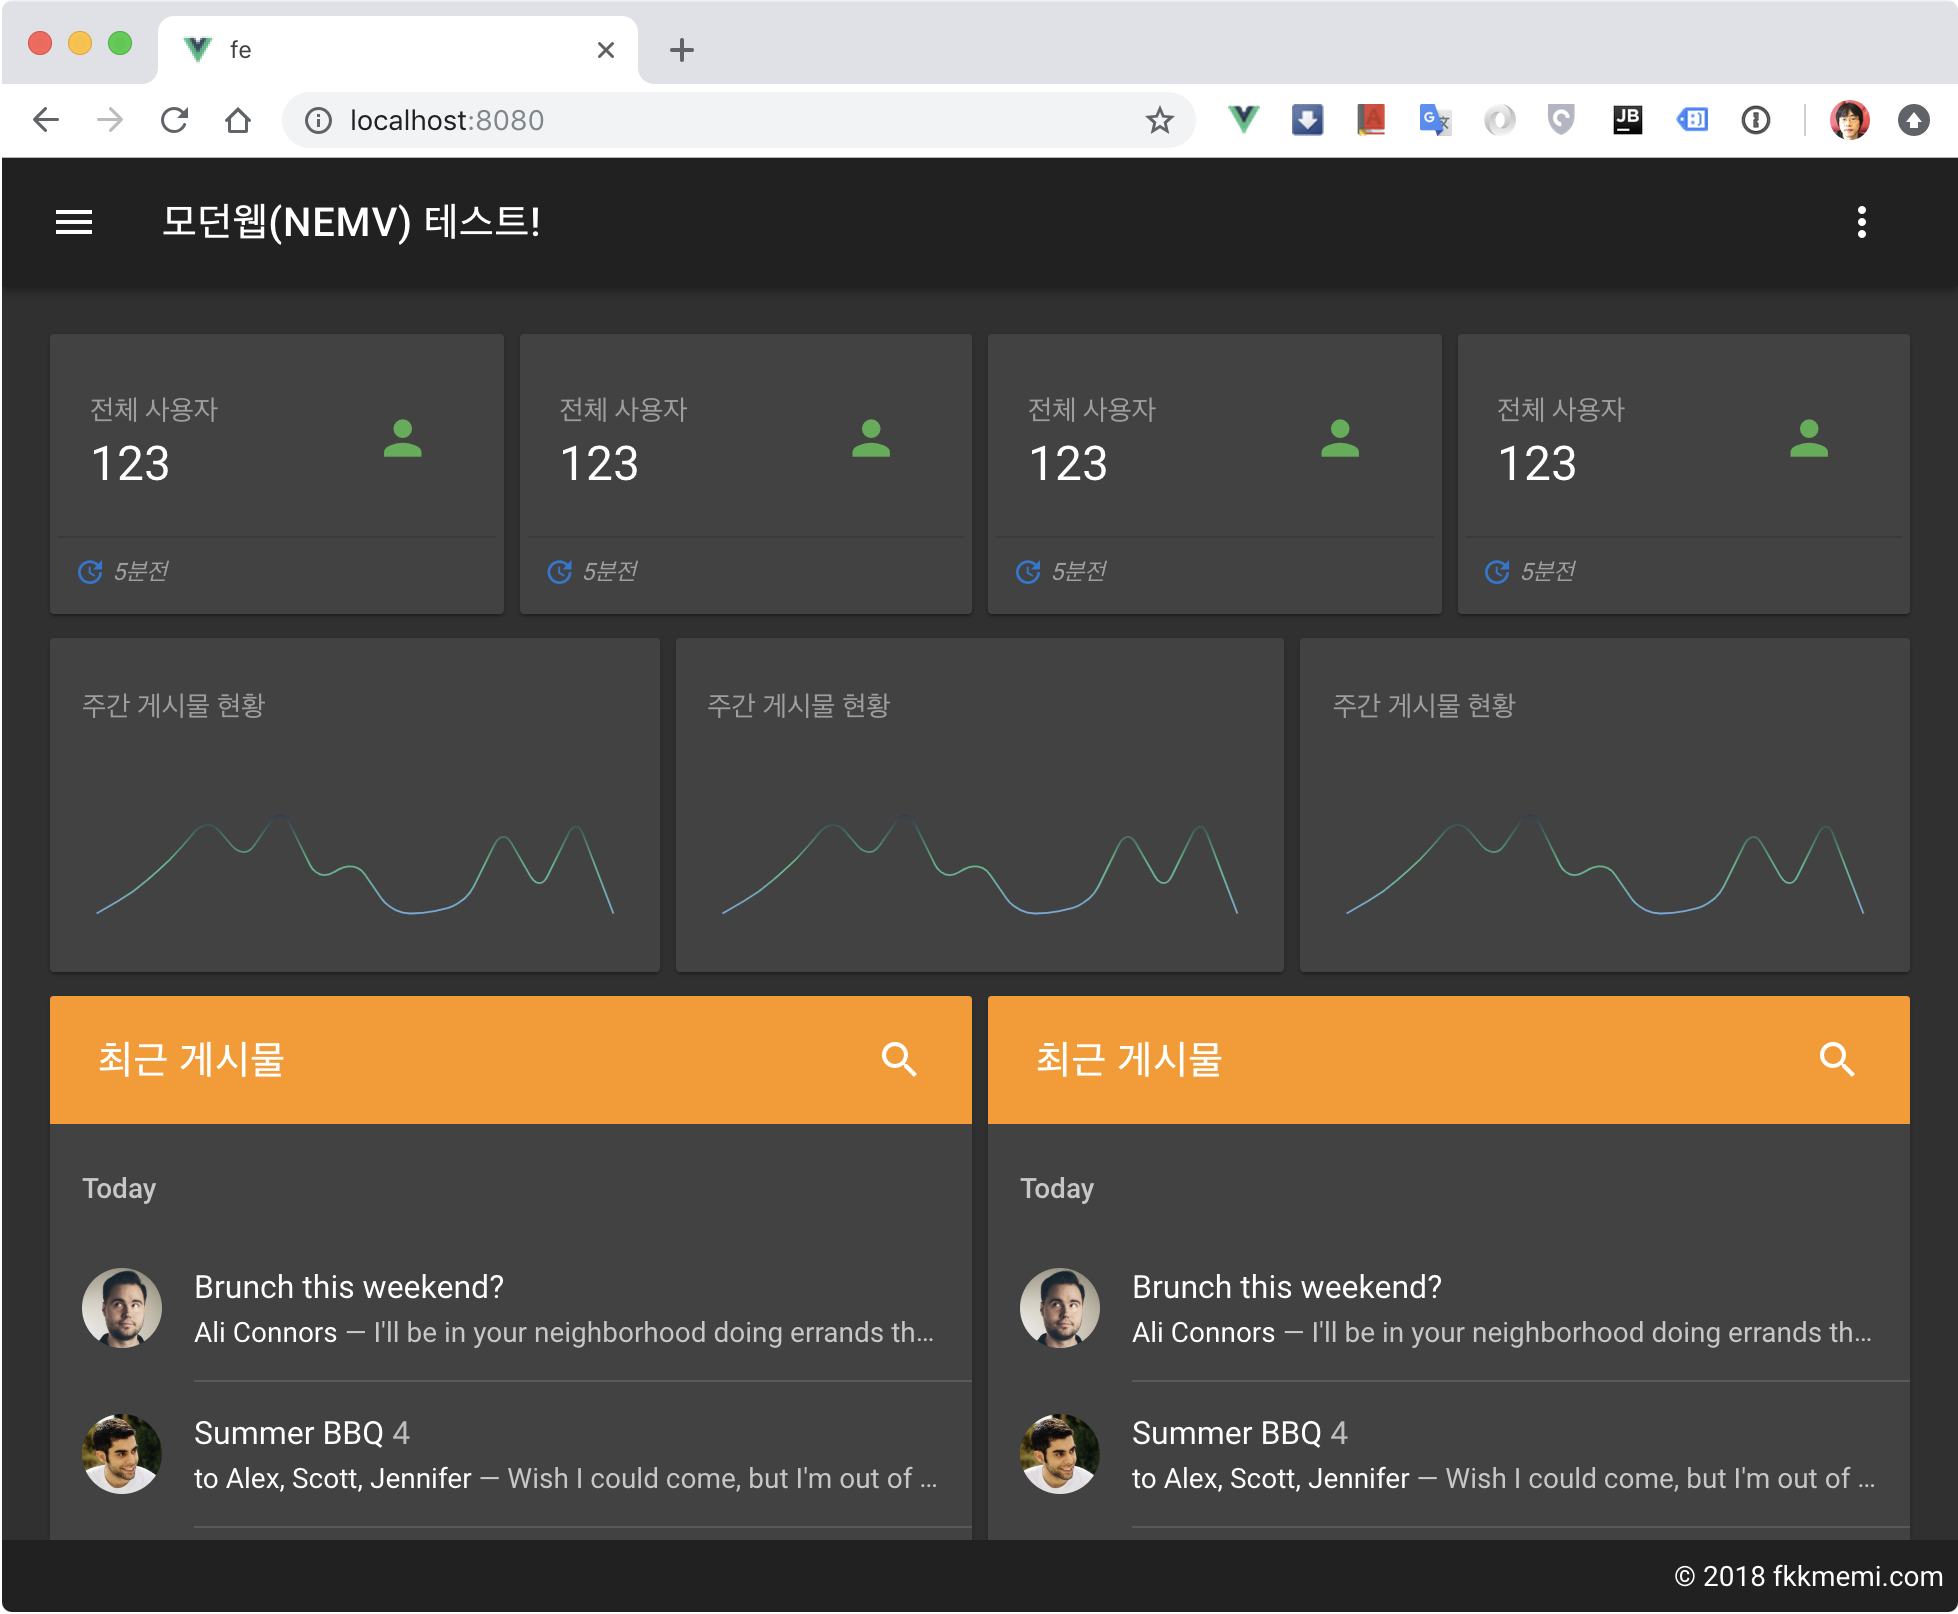 fe
localhost:8080
JB
모던웹(NEMV) 테스트!
전체 사용자
123
5분전
전체 사용자
123
5분전
전체 사용자
123
5분전
전체 사용자
123
5분전
주간 게시물 현황
주간 게시물 현황
주간 게시물 현황
최근 게시물
Today
Brunch this weekend?
Ali Connors — I'll be in your neighborhood doing errands th...
Summer BBQ 4
to Alex, Scott, Jennifer — Wish I could come, but I'm out of ...
최근 게시물
Today
Brunch this weekend?
Ali Connors — I'll be in your neighborhood doing errands th...
Summer BBQ 4
to Alex, Scott, Jennifer — Wish I could come, but I'm out of ...
© 2018 fkkmemi.com